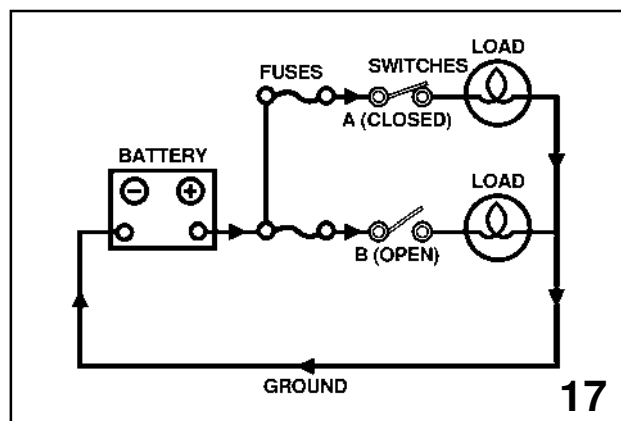 LOAD
FUSES
SWITCHES
A (CLOSED)
BATTERY
− +
LOAD
B (OPEN)
GROUND
17